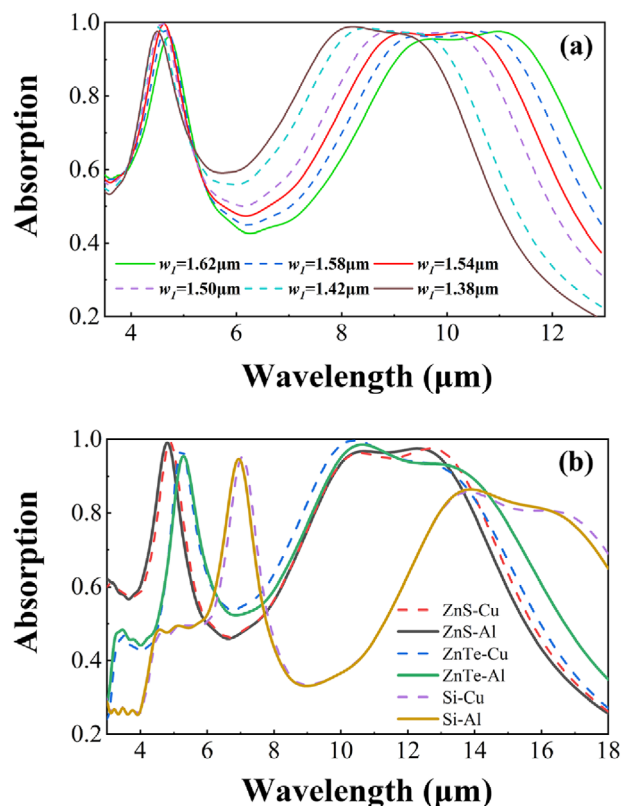 (a)
1.0
0.8
0.6
0.4
0.2
Absorption
w₁=1.62μm w₁=1.58μm w₁=1.54μm
w₁=1.50μm w₁=1.42μm w₁=1.38μm
4 6 8 10 12
Wavelength (μm)
(b)
1.0
0.8
0.6
0.4
0.2
Absorption
ZnS-Cu
ZnS-Al
ZnTe-Cu
ZnTe-Al
Si-Cu
Si-Al
4 6 8 10 12 14 16 18
Wavelength (μm)